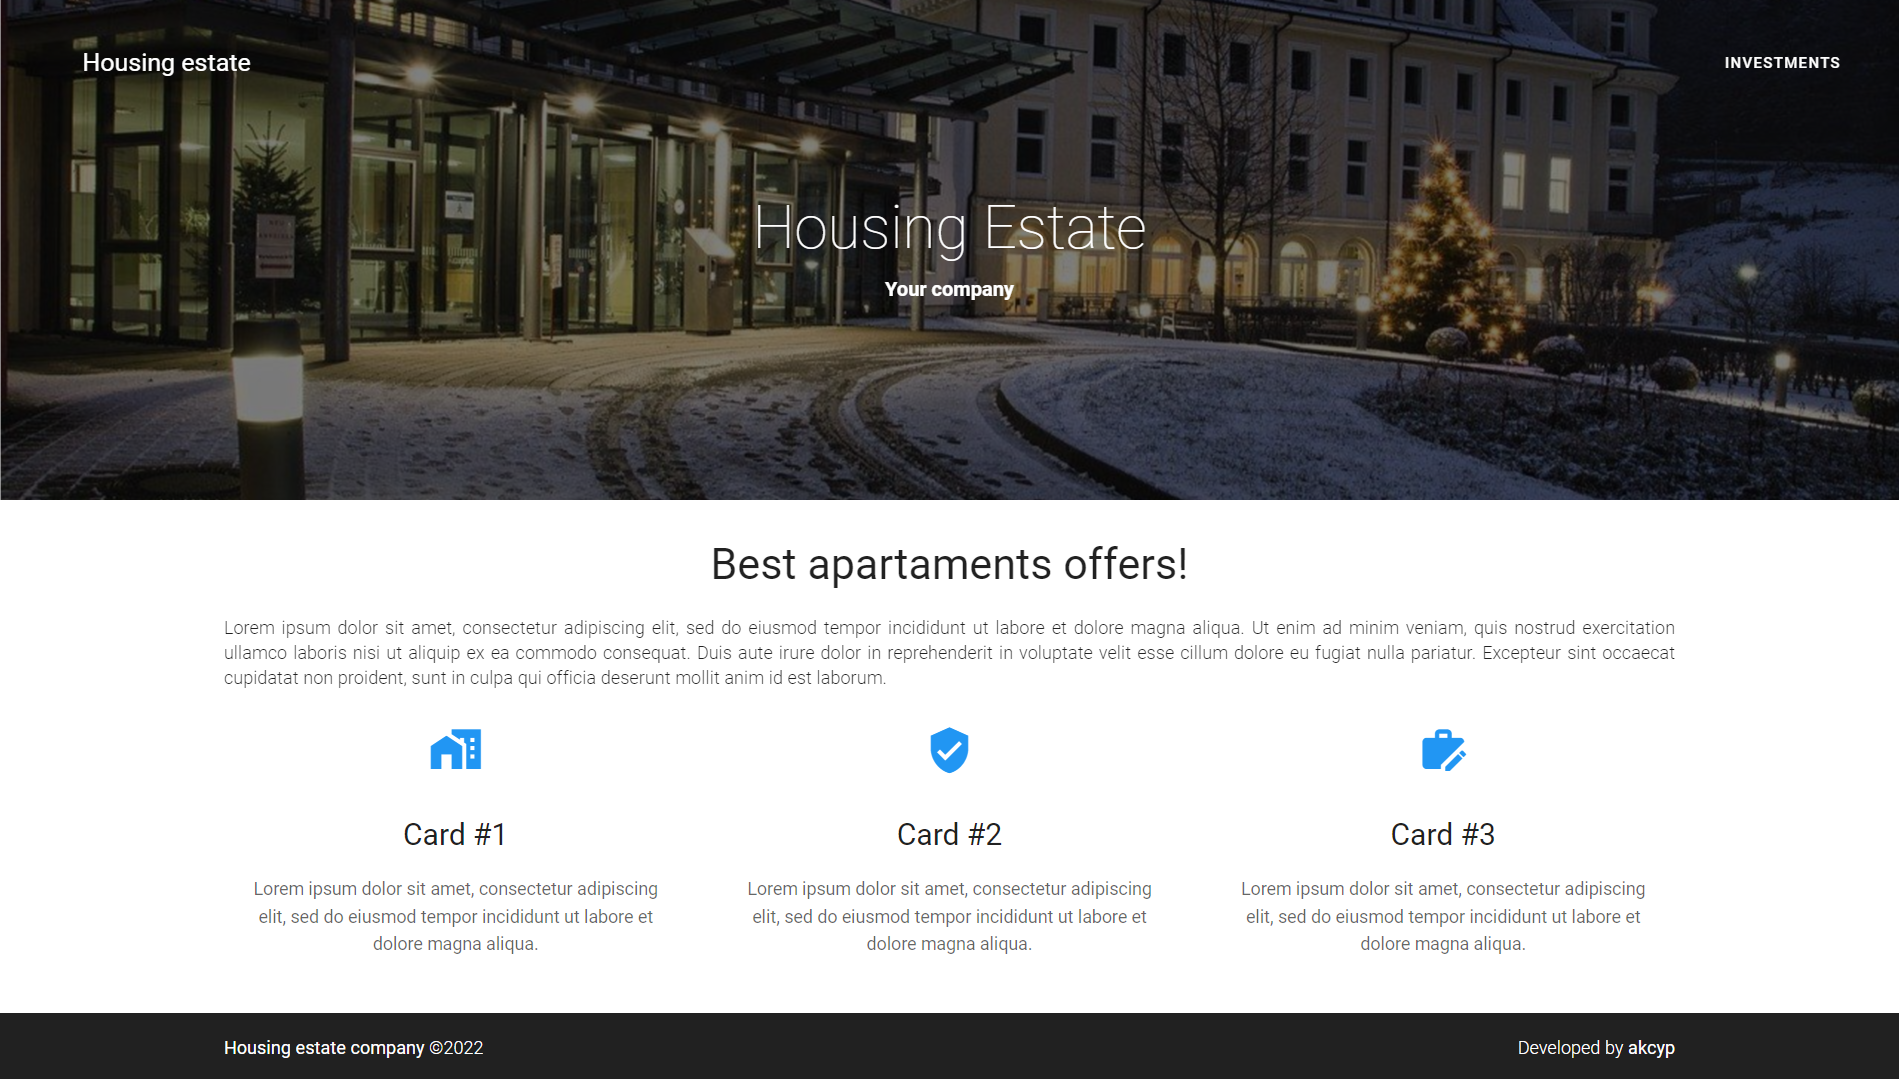 Housing estate
INVESTMENTS
Housing Estate
Your company
Best apartaments offers!
Lorem ipsum dolor sit amet, consectetur adipiscing elit, sed do eiusmod tempor incididunt ut labore et dolore magna aliqua. Ut enim ad minim veniam, quis nostrud exercitation
ullamco laboris nisi ut aliquip ex ea commodo consequat. Duis aute irure dolor in reprehenderit in voluptate velit esse cillum dolore eu fugiat nulla pariatur. Excepteur sint occaecat
cupidatat non proident, sunt in culpa qui officia deserunt mollit anim id est laborum.
Card #1
Lorem ipsum dolor sit amet, consectetur adipiscing
elit, sed do eiusmod tempor incididunt ut labore et
dolore magna aliqua.
Card #2
Lorem ipsum dolor sit amet, consectetur adipiscing
elit, sed do eiusmod tempor incididunt ut labore et
dolore magna aliqua.
Card #3
Lorem ipsum dolor sit amet, consectetur adipiscing
elit, sed do eiusmod tempor incididunt ut labore et
dolore magna aliqua.
Housing estate company ©2022
Developed by akcyp